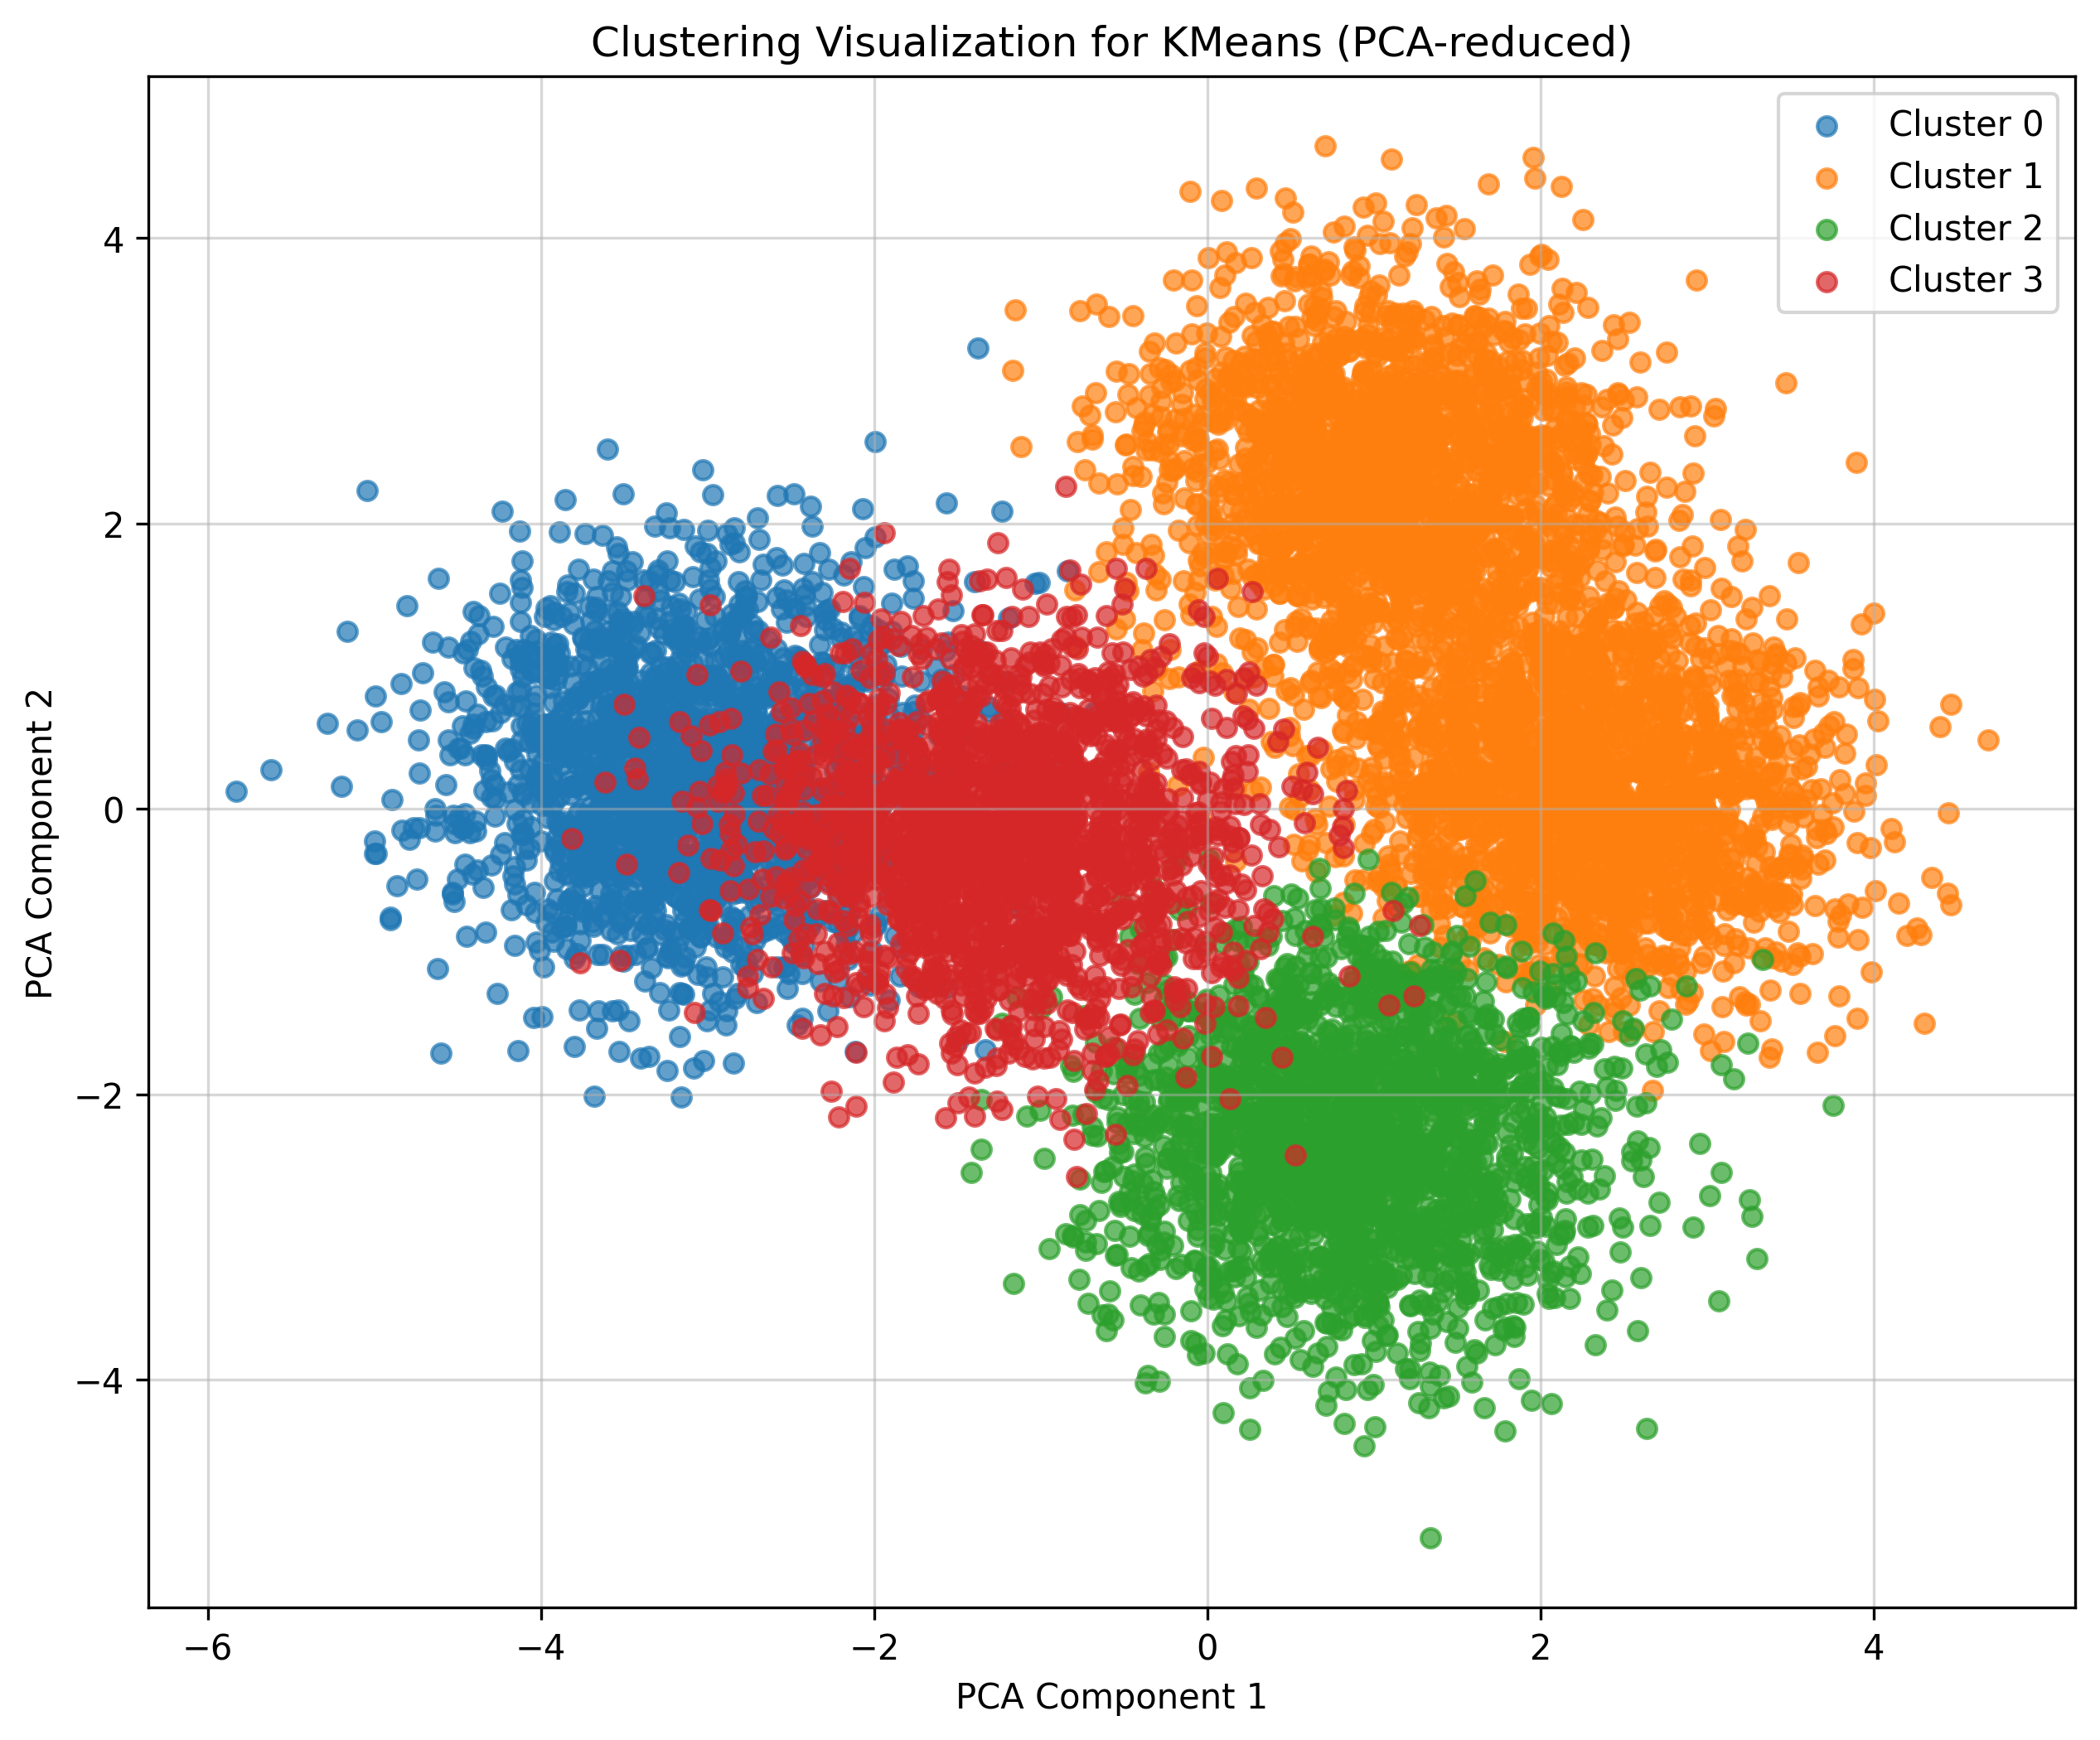 Clustering Visualization for KMeans (PCA-reduced)
Cluster 0
Cluster 1
Cluster 2
Cluster 3
PCA Component 2
4
2
0
−2
−4
−6
−4
−2
0
2
4
PCA Component 1